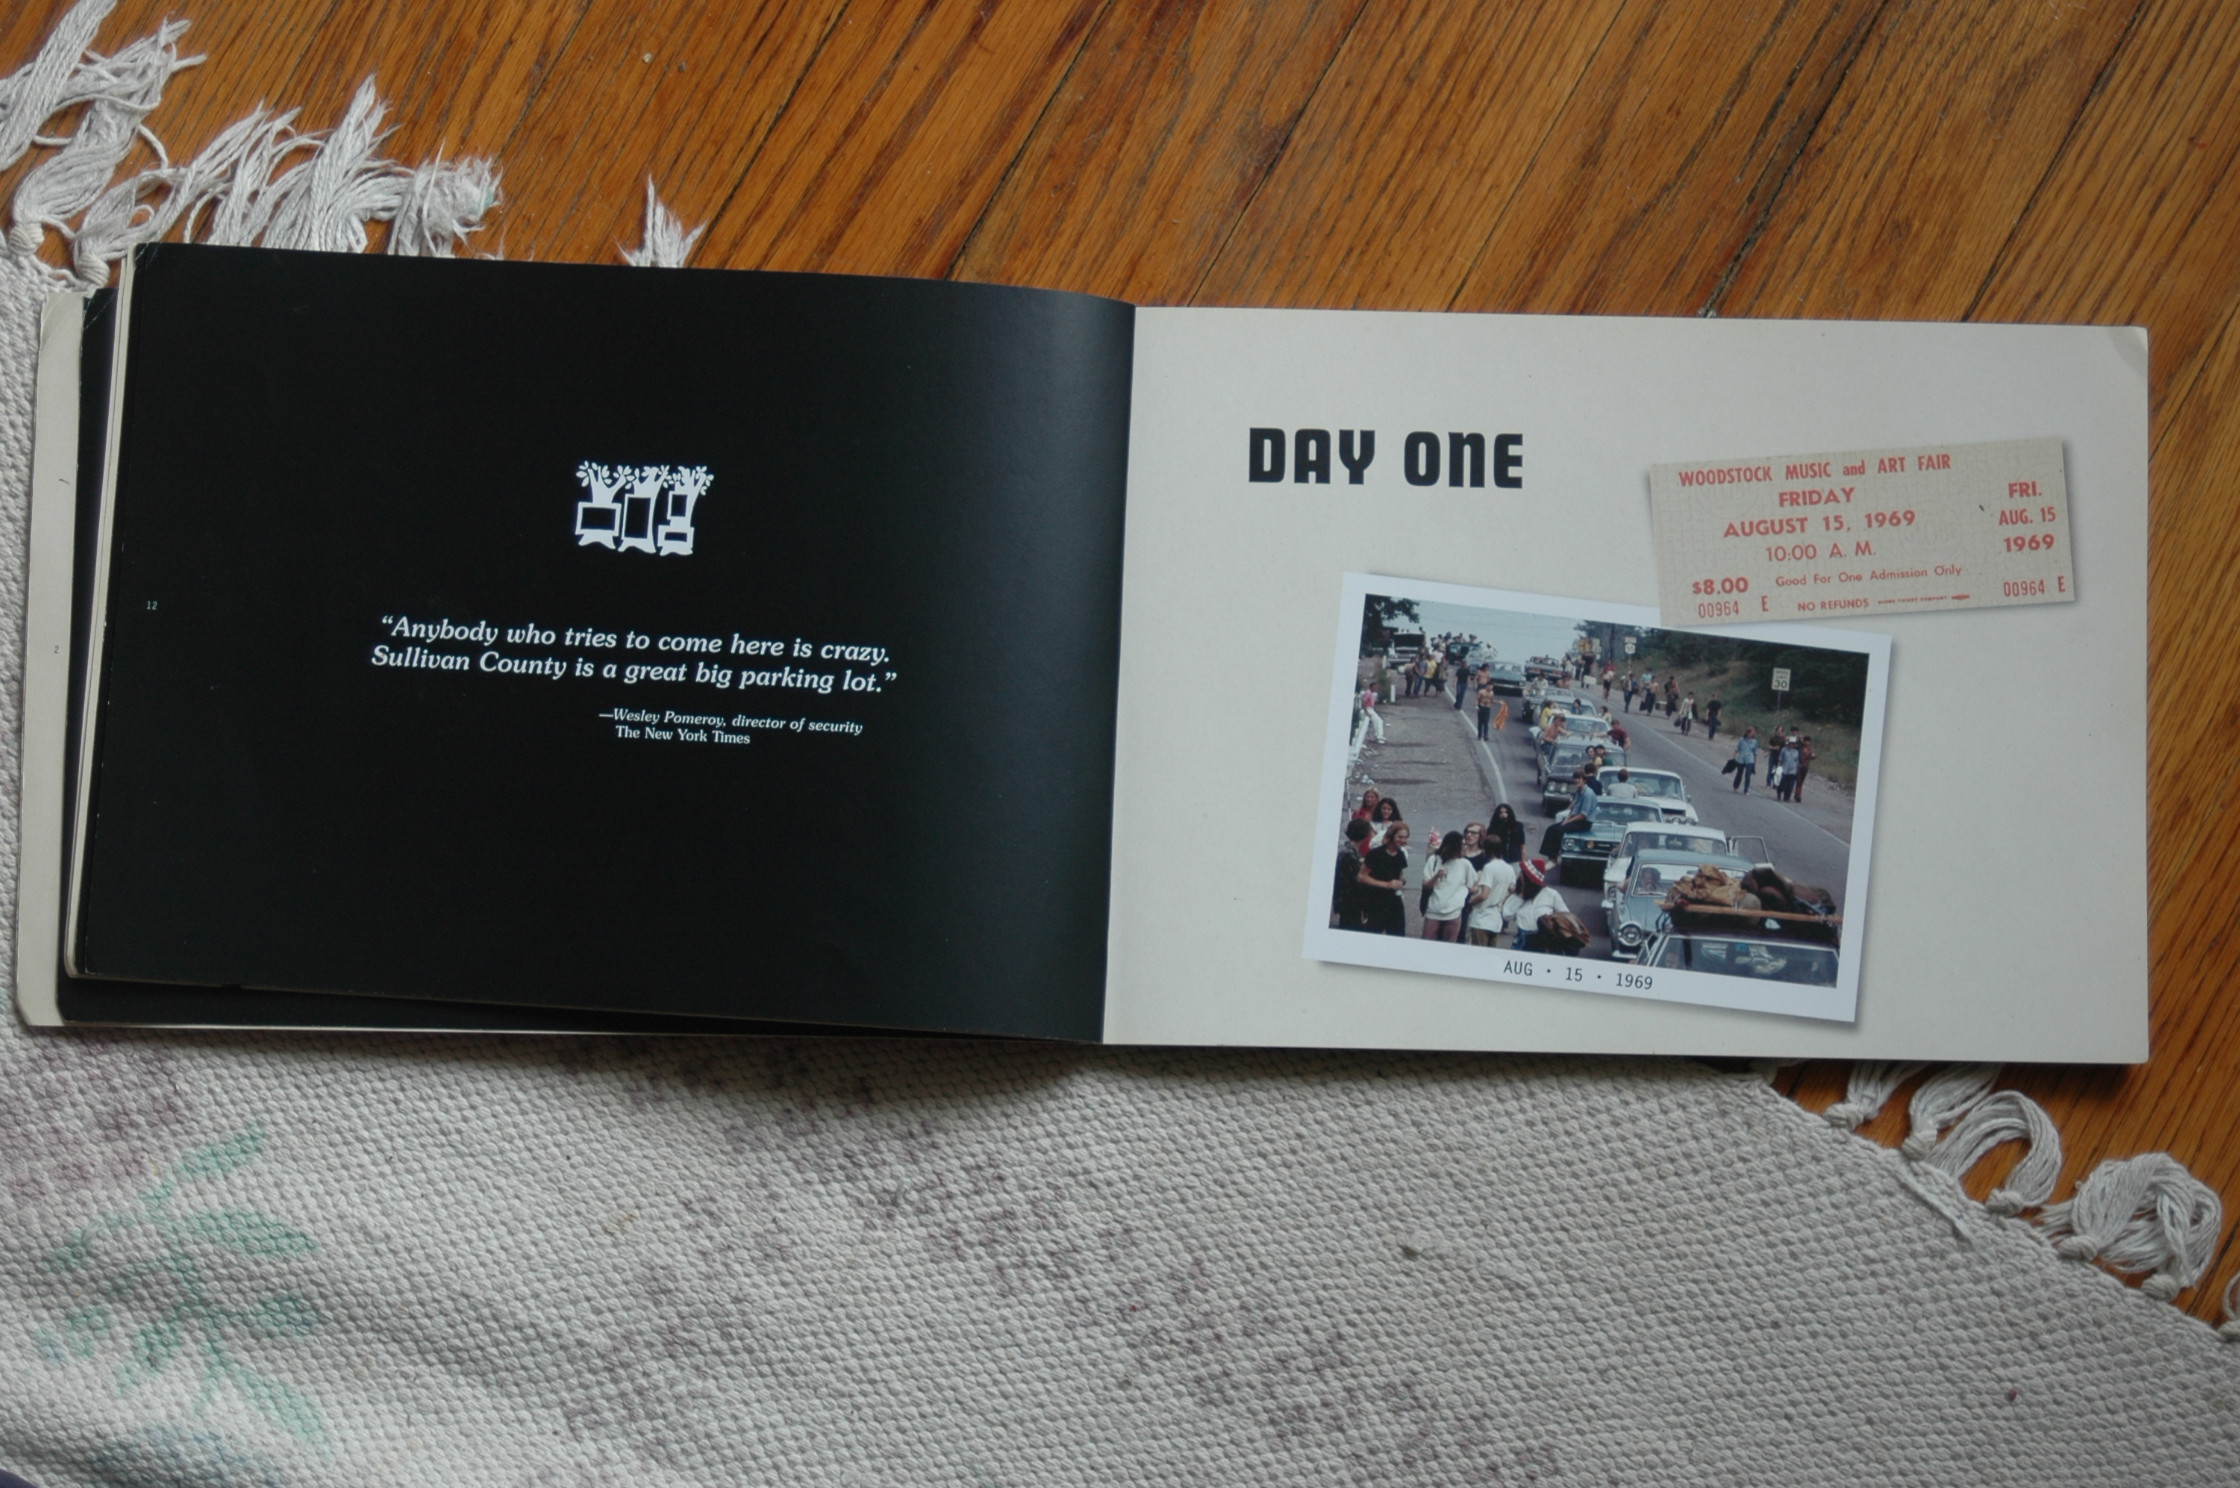 12
2
“Anybody who tries to come here is crazy.
Sullivan County is a great big parking lot.”
—Wesley Pomeroy, director of security
The New York Times
DAY ONE
WOODSTOCK MUSIC and ART FAIR
FRIDAY
AUGUST 15, 1969
10:00 A. M.
$8.00 Good For One Admission Only
00964 E NO REFUNDS
FRI.
AUG. 15
1969
00964 E
30
AUG • 15 • 1969